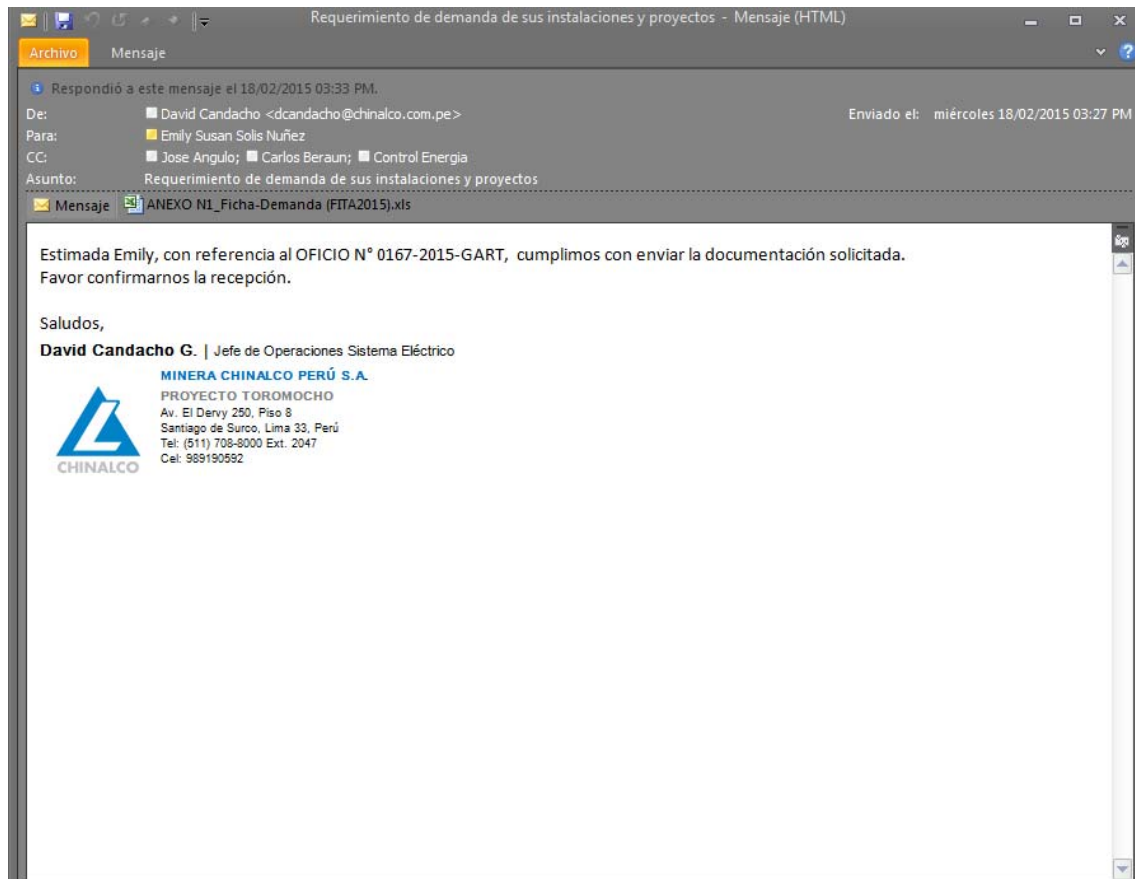 Requerimiento de demanda de sus instalaciones y proyectos - Mensaje (HTML)
Archivo Mensaje
Respondió a este mensaje el 18/02/2015 03:33 PM.
De: David Candacho <dcandacho@chinalco.com.pe> Enviado el: miércoles 18/02/2015 03:27 PM
Para: Emily Susan Solis Nuñez
CC: Jose Angulo; Carlos Beraun; Control Energia
Asunto: Requerimiento de demanda de sus instalaciones y proyectos
Mensaje ANEXO N1_Ficha-Demanda (FITA2015).xls
Estimada Emily, con referencia al OFICIO N° 0167-2015-GART, cumplimos con enviar la documentación solicitada.
Favor confirmarnos la recepción.
Saludos,
David Candacho G. | Jefe de Operaciones Sistema Eléctrico
MINERA CHINALCO PERÚ S.A.
PROYECTO TOROMOCHO
Av. El Dervy 250, Piso 8
Santiago de Surco, Lima 33, Perú
Tel: (511) 708-8000 Ext. 2047
Cel: 989190592
CHINALCO